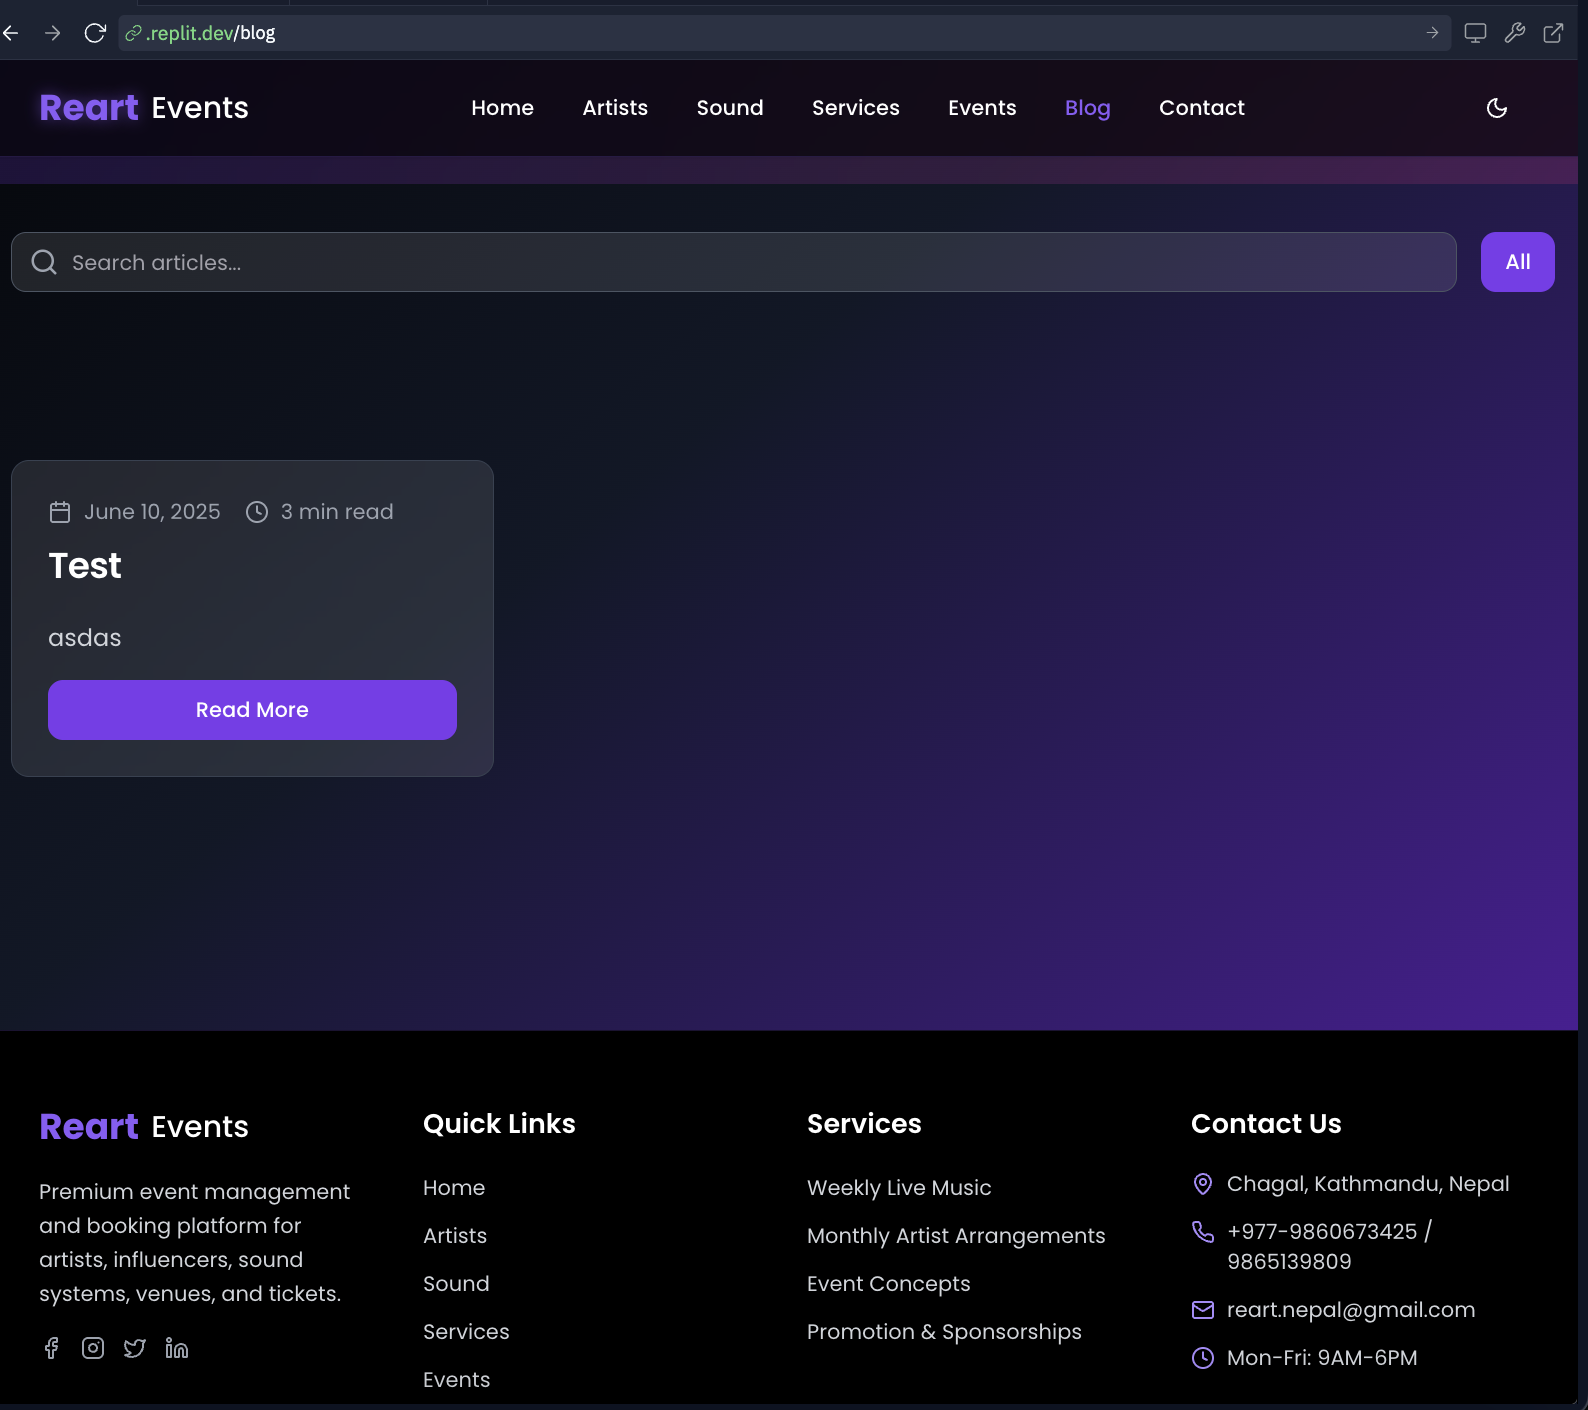 .replit.dev/blog
Reart Events
Home Artists Sound Services Events Blog Contact
Search articles...
All
June 10, 2025 3 min read
Test
asdas
Read More
Reart Events
Premium event management
and booking platform for
artists, influencers, sound
systems, venues, and tickets.
Quick Links
Home
Artists
Sound
Services
Events
Services
Weekly Live Music
Monthly Artist Arrangements
Event Concepts
Promotion & Sponsorships
Contact Us
Chagal, Kathmandu, Nepal
+977-9860673425 /
9865139809
reart.nepal@gmail.com
Mon-Fri: 9AM-6PM